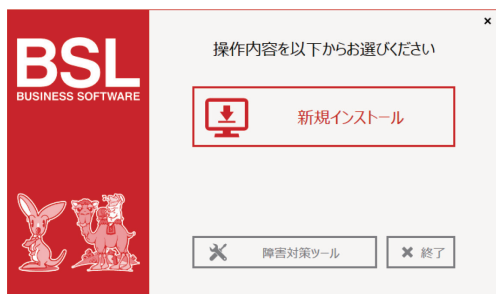 BSL
BUSINESS SOFTWARE
操作内容を以下からお選びください
新規インストール
障害対策ツール
終了